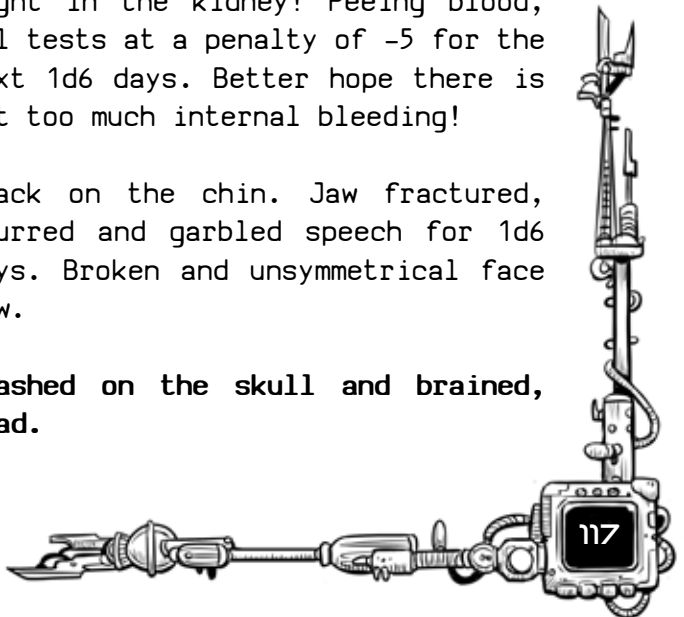 ght in the kidney! Peeing blood,
l tests at a penalty of -5 for the
xt 1d6 days. Better hope there is
t too much internal bleeding!
ack on the chin. Jaw fractured,
urred and garbled speech for 1d6
ys. Broken and unsymmetrical face
w.
ashed on the skull and brained,
ad.
117